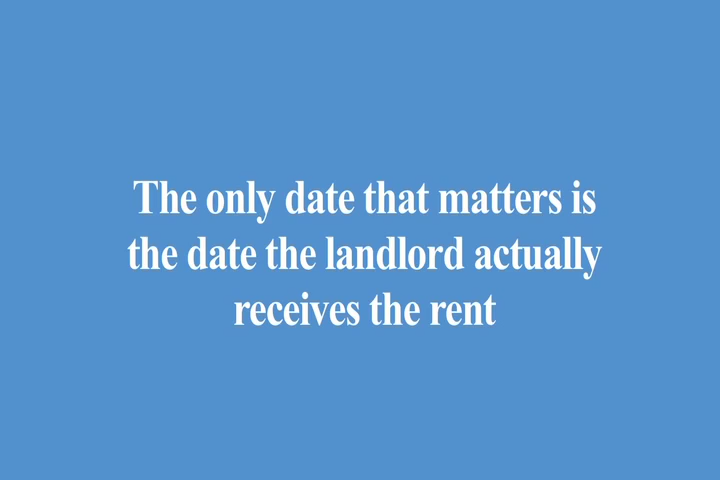 The only date that matters is
the date the landlord actually
receives the rent